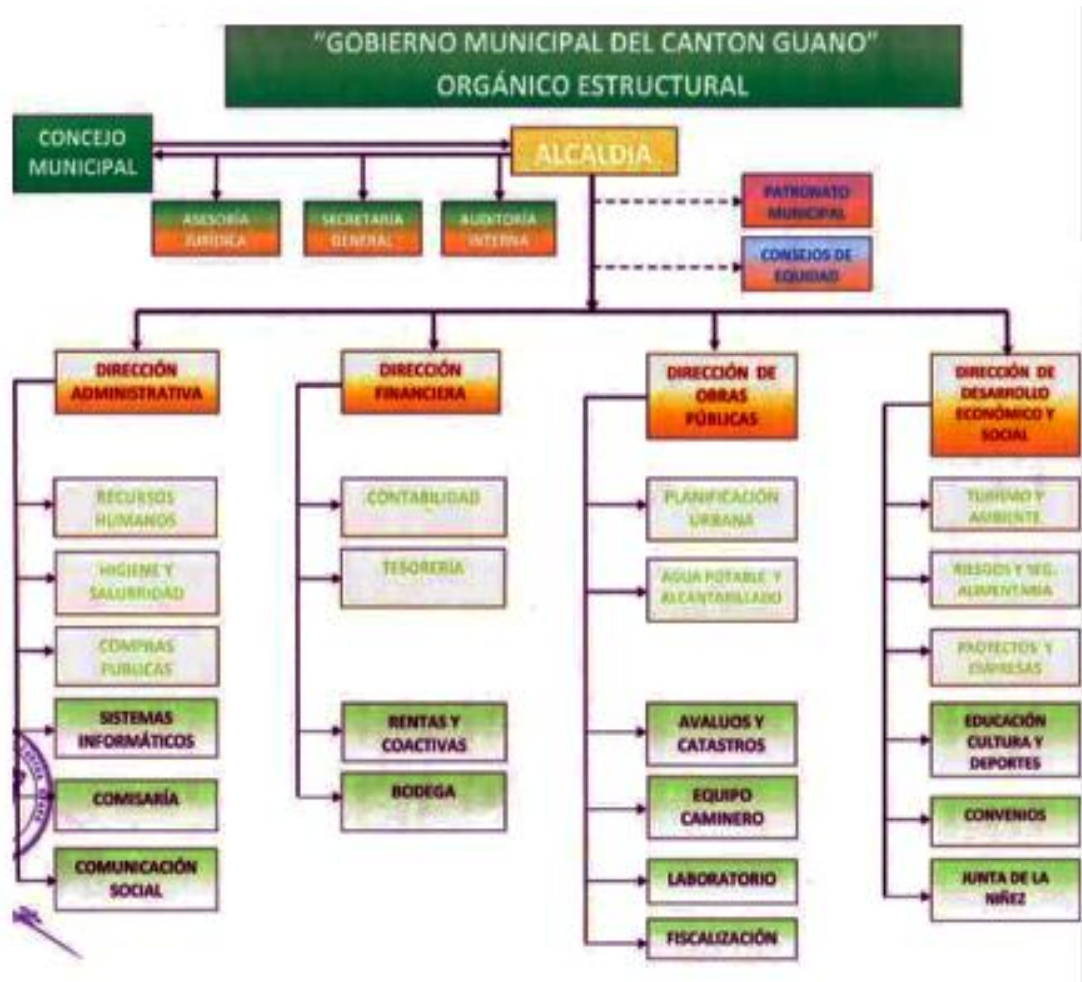 "GOBIERNO MUNICIPAL DEL CANTON GUANO"
ORGÁNICO ESTRUCTURAL
CONCEJO
MUNICIPAL
ALCALDIA
ASESORÍA
JURÍDICA
SECRETARÍA
GENERAL
AUDITORÍA
INTERNA
PATRONATO
MUNICIPAL
CONSEJOS DE
EQUIDAD
DIRECCIÓN
ADMINISTRATIVA
RECURSOS
HUMANOS
HIGIENE Y
SALUBRIDAD
COMPRAS
PUBLICAS
SISTEMAS
INFORMÁTICOS
COMISARÍA
COMUNICACIÓN
SOCIAL
DIRECCIÓN
FINANCIERA
CONTABILIDAD
TESORERÍA
RENTAS Y
COACTIVAS
BODEGA
DIRECCIÓN DE
OBRAS
PÚBLICAS
PLANIFICACIÓN
URBANA
AGUA POTABLE Y
ALCANTARILLADO
AVALUOS Y
CATASTROS
EQUIPO
CAMINERO
LABORATORIO
FISCALIZACIÓN
DIRECCIÓN DE
DESARROLLO
ECONÓMICO Y
SOCIAL
TURISMO Y
AMBIENTE
RIESGOS Y SEG.
ALIMENTARIA
PROYECTOS Y
EMPRESAS
EDUCACIÓN
CULTURA Y
DEPORTES
CONVENIOS
JUNTA DE LA
NIÑEZ